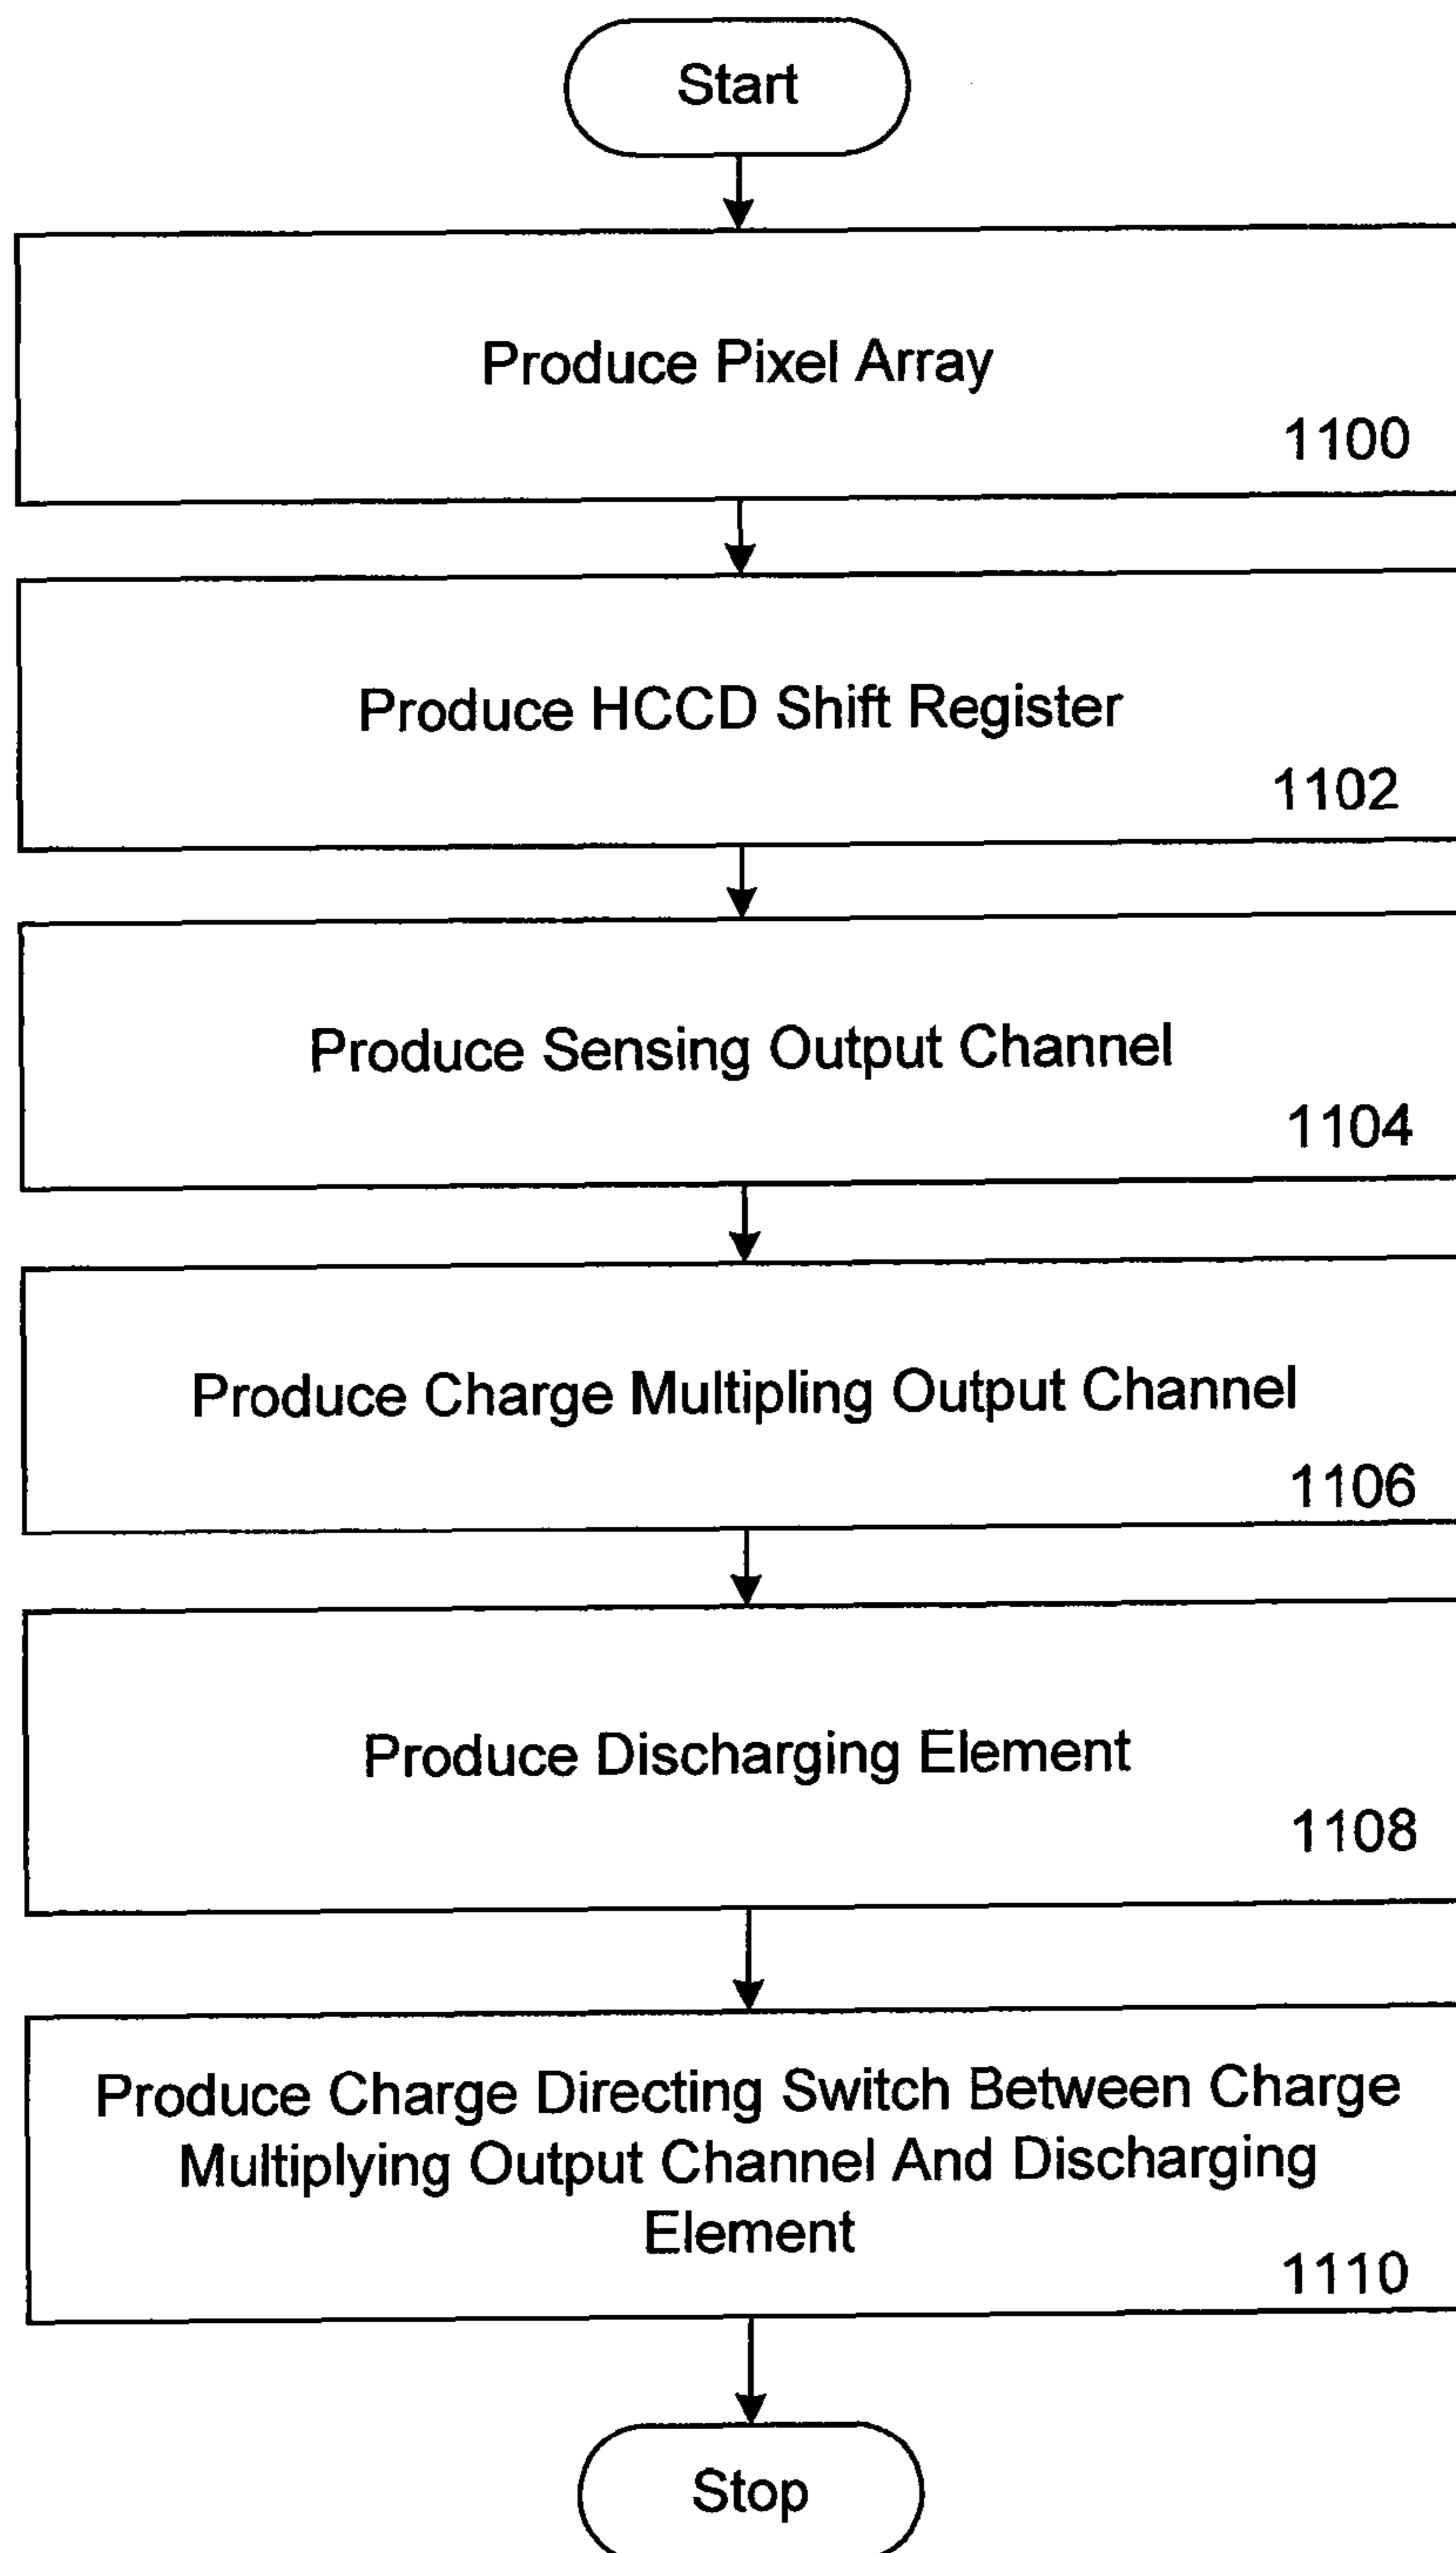 Start
Produce Pixel Array
1100
Produce HCCD Shift Register
1102
Produce Sensing Output Channel
1104
Produce Charge Multipling Output Channel
1106
Produce Discharging Element
1108
Produce Charge Directing Switch Between Charge
Multiplying Output Channel And Discharging
Element
1110
Stop